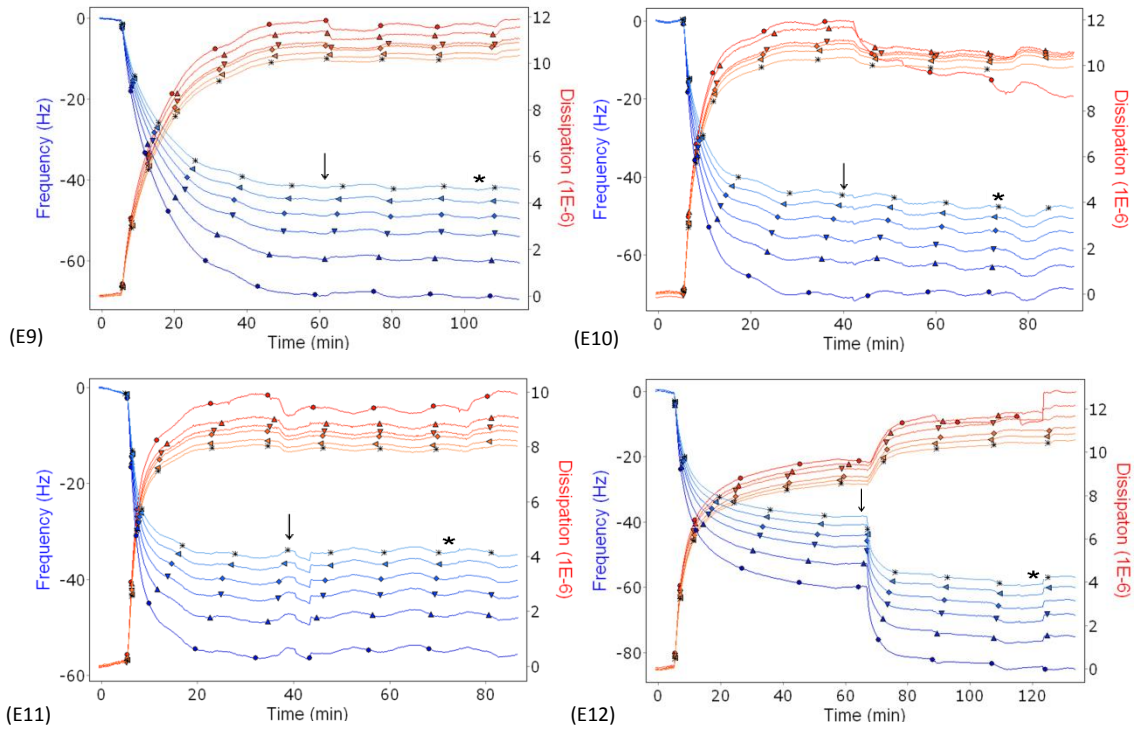 0
-20
-40
-60
Frequency (Hz)
12
10
8
6
4
2
0
Dissipation (1E-6)
*
0 20 40 60 80 100
Time (min)
(E9)
0
-20
-40
-60
Frequency (Hz)
12
10
8
6
4
2
0
Dissipation (1E-6)
*
0 20 40 60 80
Time (min)
(E10)
0
-20
-40
-60
Frequency (Hz)
10
8
6
4
2
0
Dissipation (1E-6)
*
0 20 40 60 80
Time (min)
(E11)
0
-20
-40
-60
-80
Frequency (Hz)
12
10
8
6
4
2
0
Dissipaton (1E-6)
*
0 20 40 60 80 100 120
Time (min)
(E12)